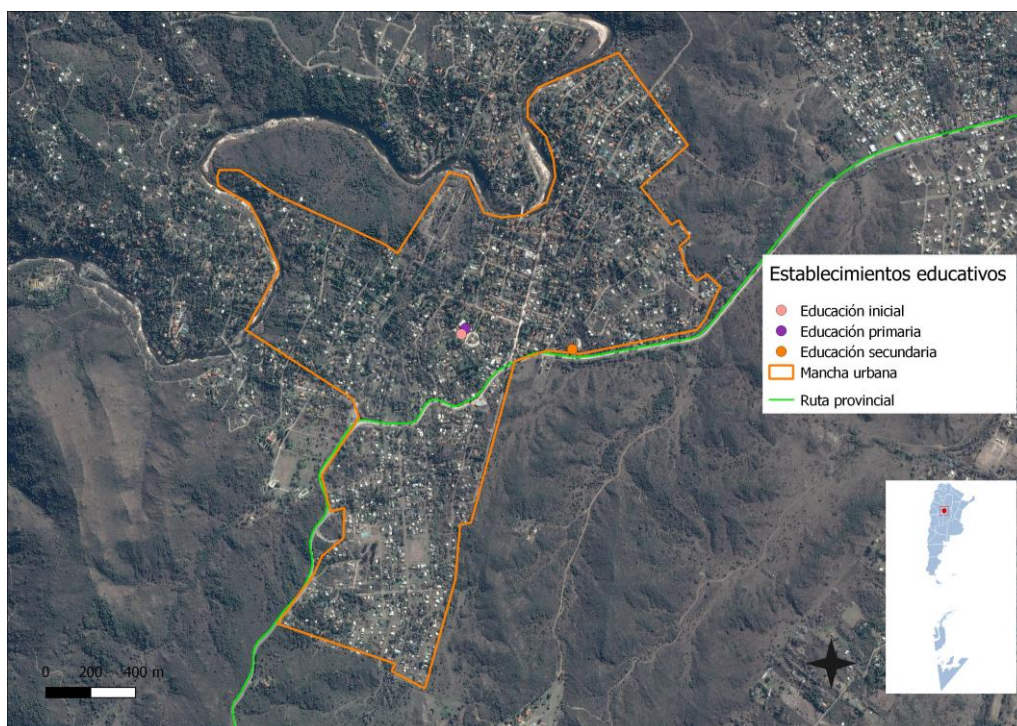 Establecimientos educativos
Educación inicial
Educación primaria
Educación secundaria
Mancha urbana
Ruta provincial
0 200 400 m